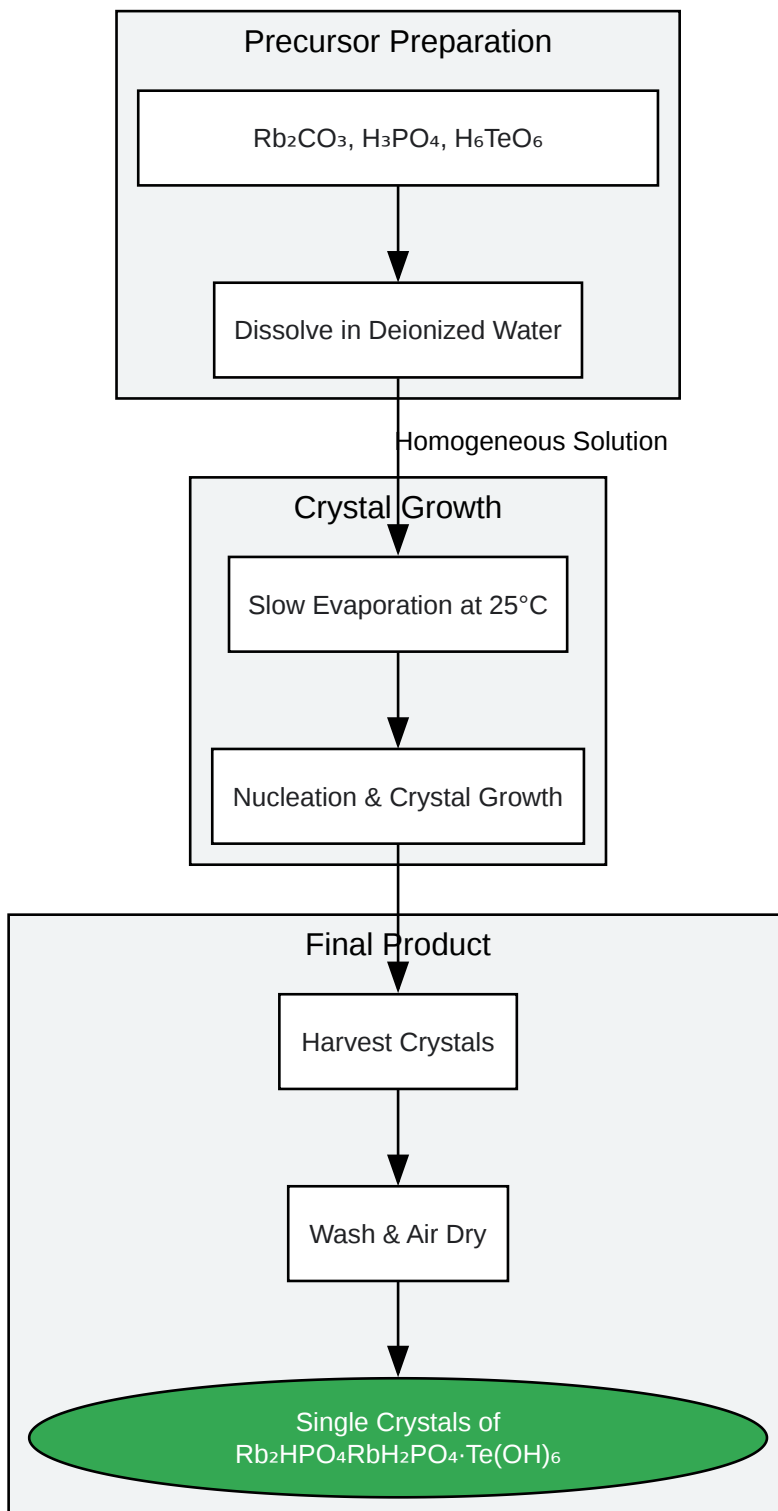 Precursor Preparation
Rb₂CO₃, H₃PO₄, H₆TeO₆
Dissolve in Deionized Water
Homogeneous Solution
Crystal Growth
Slow Evaporation at 25°C
Nucleation & Crystal Growth
Final Product
Harvest Crystals
Wash & Air Dry
Single Crystals of
Rb₂HPO₄RbH₂PO₄·Te(OH)₆